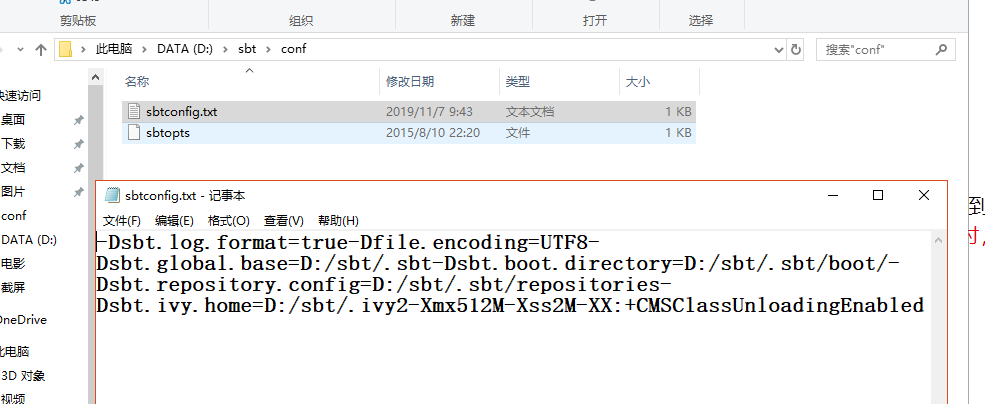 剪贴板 组织 新建 打开 选择
此电脑 DATA (D:) sbt conf 搜索"conf"
名称 修改日期 类型 大小
sbtconfig.txt 2019/11/7 9:43 文本文档 1 KB
sbtopts 2015/8/10 22:20 文件 1 KB
快速访问
桌面
下载
文档
图片
conf
DATA (D:)
电影
截屏
OneDrive
此电脑
3D 对象
视频
sbtconfig.txt - 记事本
文件(F) 编辑(E) 格式(O) 查看(V) 帮助(H)
-Dsbt.log.format=true-Dfile.encoding=UTF8-
Dsbt.global.base=D:/sbt/.sbt-Dsbt.boot.directory=D:/sbt/.sbt/boot/-
Dsbt.repository.config=D:/sbt/.sbt/repositories-
Dsbt.ivy.home=D:/sbt/.ivy2-Xmx512M-Xss2M-XX:+CMSClassUnloadingEnabled
到